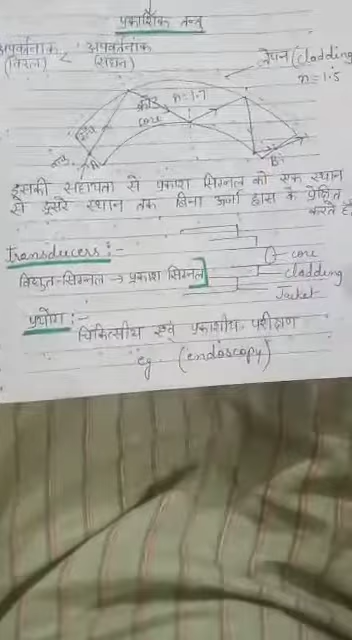 प्रकाशिक तन्तु
अपवर्तनांक < अपवर्तनांक
(विरल) (सघन)
लेपन (cladding)
n = 1.5
कोर n=1.7
core
A
B
इसकी सहायता से प्रकाश सिग्नल को एक स्थान
से दूसरे स्थान तक बिना ऊर्जा ह्रास के प्रेषित
करते हैं
Transducers :-
विद्युत-सिग्नल → प्रकाश सिग्नल
core
cladding
Jacket
प्रयोग :-
चिकित्सीय एवं प्रकाशीय परीक्षण
eg (endoscopy)